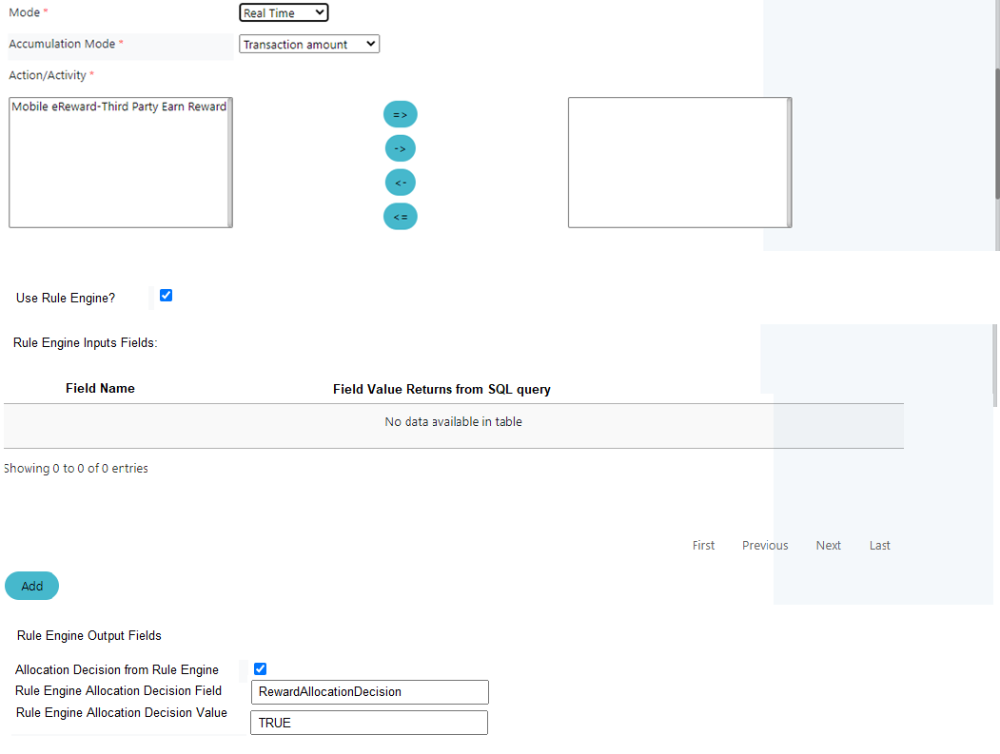 Mode *
Real Time
Accumulation Mode *
Transaction amount
Action/Activity *
Mobile eReward-Third Party Earn Reward
=>
->
<-
<=
Use Rule Engine?
Rule Engine Inputs Fields:
Field Name
Field Value Returns from SQL query
No data available in table
Showing 0 to 0 of 0 entries
First Previous Next Last
Add
Rule Engine Output Fields
Allocation Decision from Rule Engine
Rule Engine Allocation Decision Field
RewardAllocationDecision
Rule Engine Allocation Decision Value
TRUE